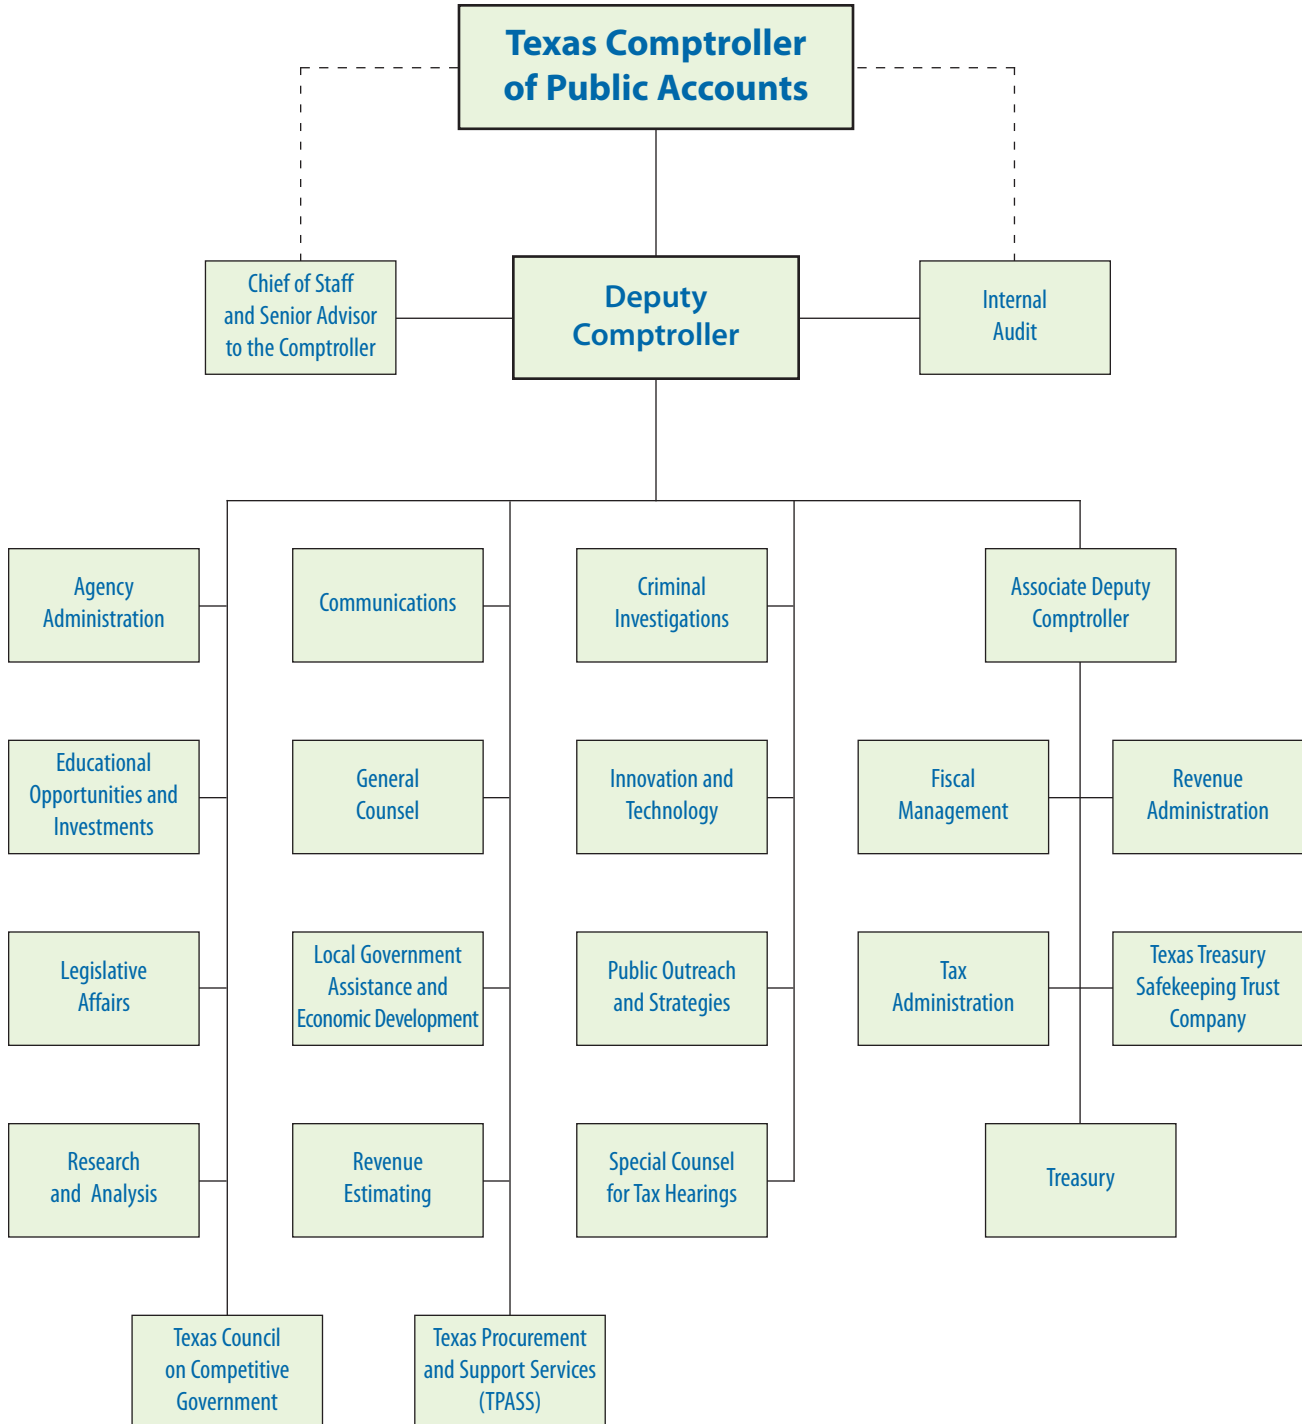 Texas Comptroller
of Public Accounts
Chief of Staff
and Senior Advisor
to the Comptroller
Deputy
Comptroller
Internal
Audit
Agency
Administration
Communications
Criminal
Investigations
Associate Deputy
Comptroller
Educational
Opportunities and
Investments
General
Counsel
Innovation and
Technology
Fiscal
Management
Revenue
Administration
Legislative
Affairs
Local Government
Assistance and
Economic Development
Public Outreach
and Strategies
Tax
Administration
Texas Treasury
Safekeeping Trust
Company
Research
and Analysis
Revenue
Estimating
Special Counsel
for Tax Hearings
Treasury
Texas Council
on Competitive
Government
Texas Procurement
and Support Services
(TPASS)